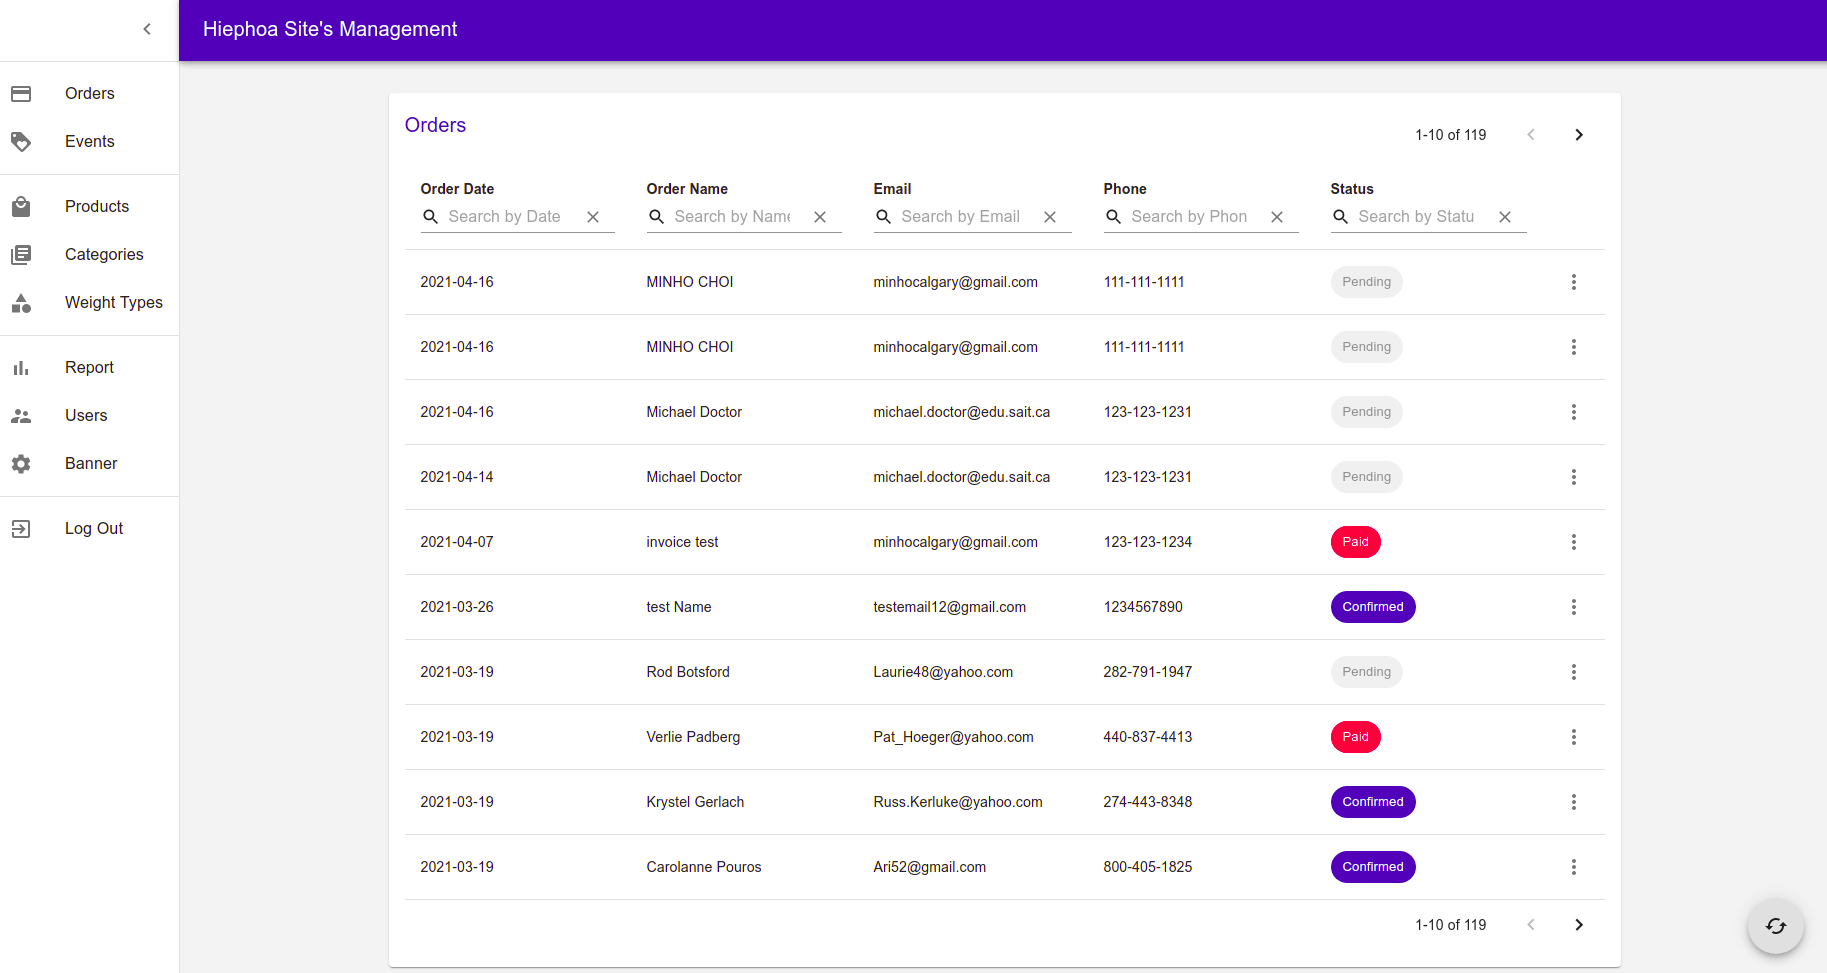 Hiephoa Site's Management
Orders
Events
Products
Categories
Weight Types
Report
Users
Banner
Log Out
Orders
1-10 of 119
Order Date Order Name Email Phone Status
Search by Date Search by Name Search by Email Search by Phon Search by Statu
2021-04-16 MINHO CHOI minhocalgary@gmail.com 111-111-1111 Pending
2021-04-16 MINHO CHOI minhocalgary@gmail.com 111-111-1111 Pending
2021-04-16 Michael Doctor michael.doctor@edu.sait.ca 123-123-1231 Pending
2021-04-14 Michael Doctor michael.doctor@edu.sait.ca 123-123-1231 Pending
2021-04-07 invoice test minhocalgary@gmail.com 123-123-1234 Paid
2021-03-26 test Name testemail12@gmail.com 1234567890 Confirmed
2021-03-19 Rod Botsford Laurie48@yahoo.com 282-791-1947 Pending
2021-03-19 Verlie Padberg Pat_Hoeger@yahoo.com 440-837-4413 Paid
2021-03-19 Krystel Gerlach Russ.Kerluke@yahoo.com 274-443-8348 Confirmed
2021-03-19 Carolanne Pouros Ari52@gmail.com 800-405-1825 Confirmed
1-10 of 119